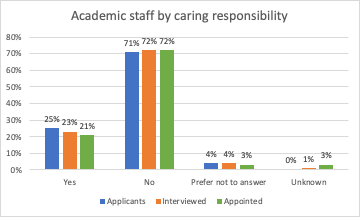 Academic staff by caring responsibility
80%
70%
60%
50%
40%
30%
20%
10%
0%
25% 23% 21%
71% 72% 72%
4% 4% 3%
0% 1% 3%
Yes No Prefer not to answer Unknown
Applicants Interviewed Appointed